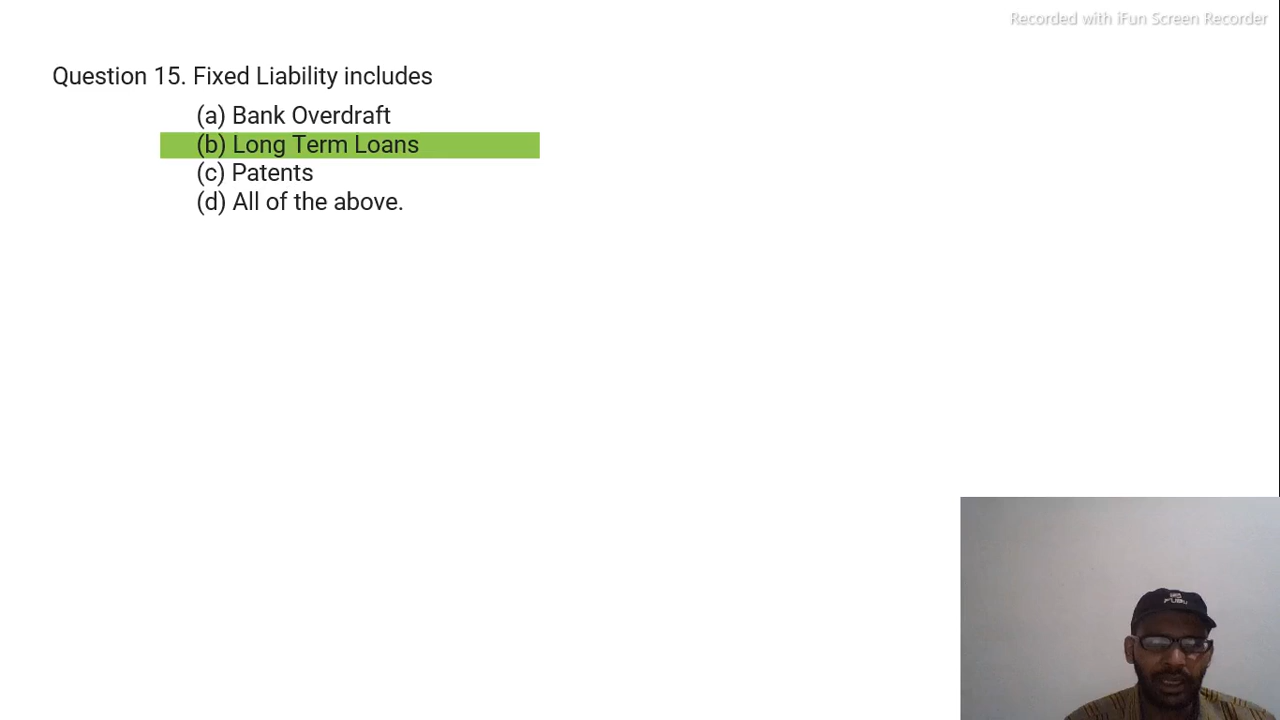 Recorded with iFun Screen Recorder
Question 15. Fixed Liability includes
(a) Bank Overdraft
(b) Long Term Loans
(c) Patents
(d) All of the above.